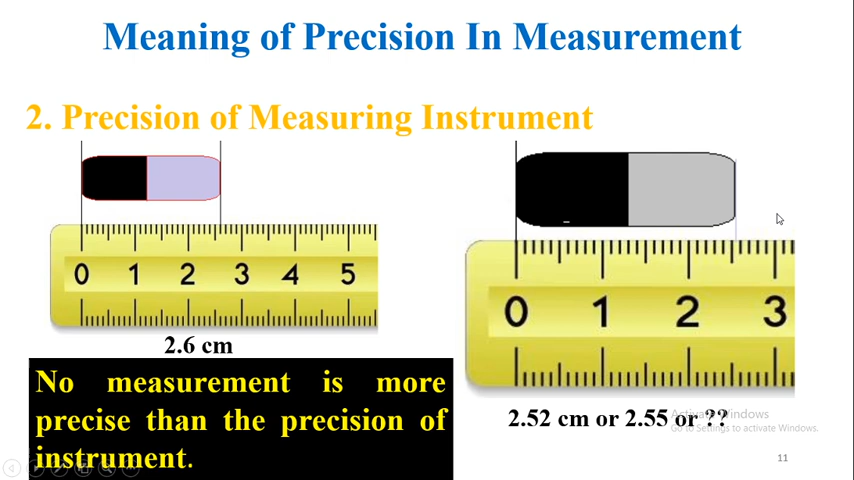 Meaning of Precision In Measurement
2. Precision of Measuring Instrument
0 1 2 3 4 5
0 1 2 3
2.6 cm
No measurement is more
precise than the precision of
instrument.
2.52 cm or 2.55 or ??
Activate Windows
Go to Settings to activate Windows.
11